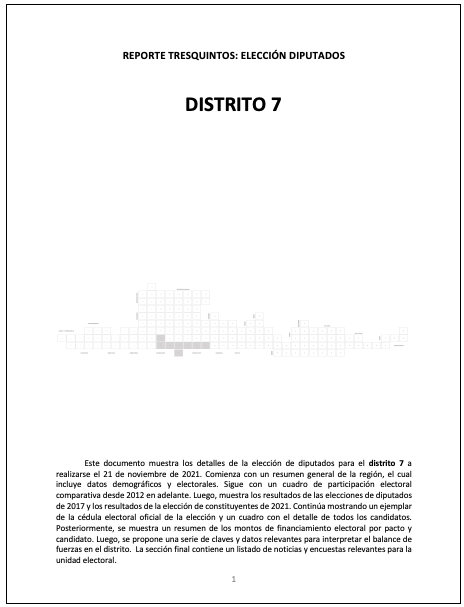 REPORTE TRESQUINTOS: ELECCIÓN DIPUTADOS
DISTRITO 7
Este documento muestra los detalles de la elección de diputados para el distrito 7 a
realizarse el 21 de noviembre de 2021. Comienza con un resumen general de la región, el cual
incluye datos demográficos y electorales. Sigue con un cuadro de participación electoral
comparativa desde 2012 en adelante. Luego, muestra los resultados de las elecciones de diputados
de 2017 y los resultados de la elección de constituyentes de 2021. Continúa mostrando un ejemplar
de la cédula electoral oficial de la elección y un cuadro con el detalle de todos los candidatos.
Posteriormente, se muestra un resumen de los montos de financiamiento electoral por pacto y
candidato. Luego, se propone una serie de claves y datos relevantes para interpretar el balance de
fuerzas en el distrito. La sección final contiene un listado de noticias y encuestas relevantes para la
unidad electoral.
1